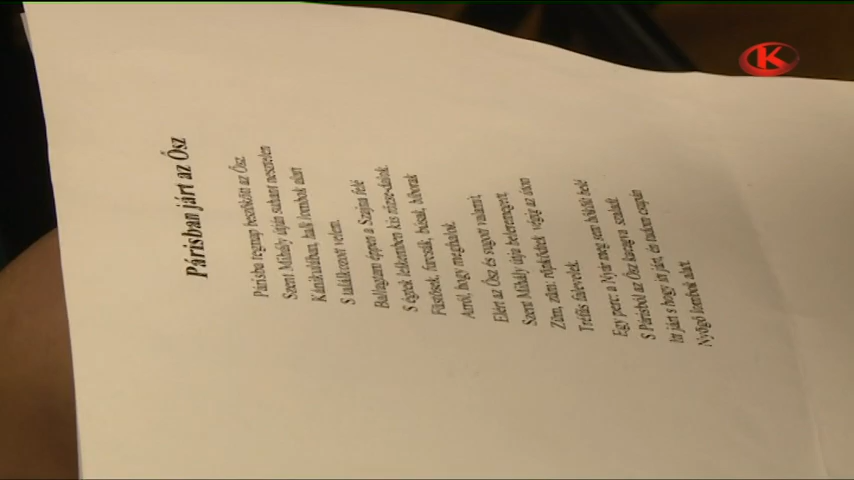 Párisban járt az Ősz
Párisba tegnap beszökött az Ősz.
Szent Mihály útján suhant nesztelen
Kánikulában, halk lombok alatt
S találkozott velem.
Ballagtam éppen a Szajna felé
S égtek lelkemben kis rőzse-dalok.
Füstösek, furcsák, búsak, bíborak
Arról, hogy meghalok.
Elért az Ősz és súgott valamit,
Szent Mihály útja beleremegett,
Züm, züm: röpködtek végig az úton
Tréfás falevelek.
Egy perc: a Nyár meg sem hőkölt belé
S Párisból az Ősz kacagva szaladt.
Itt járt s hogy itt járt, én tudom csupán
Nyögő lombok alatt.
K